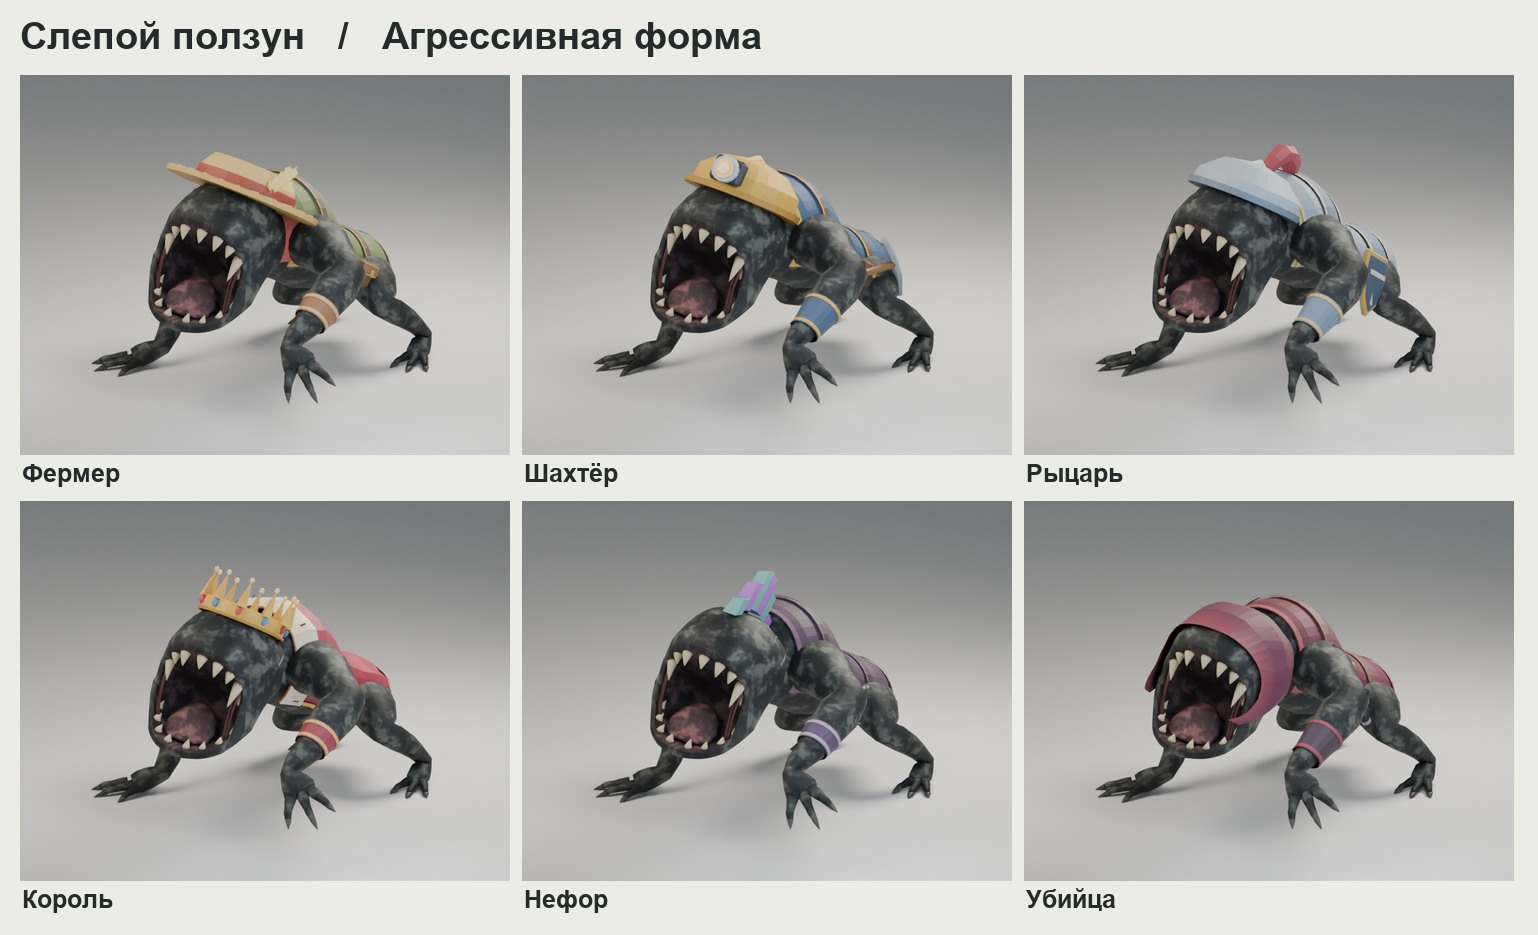 Слепой ползун / Агрессивная форма
Фермер
Шахтёр
Рыцарь
Король
Нефор
Убийца